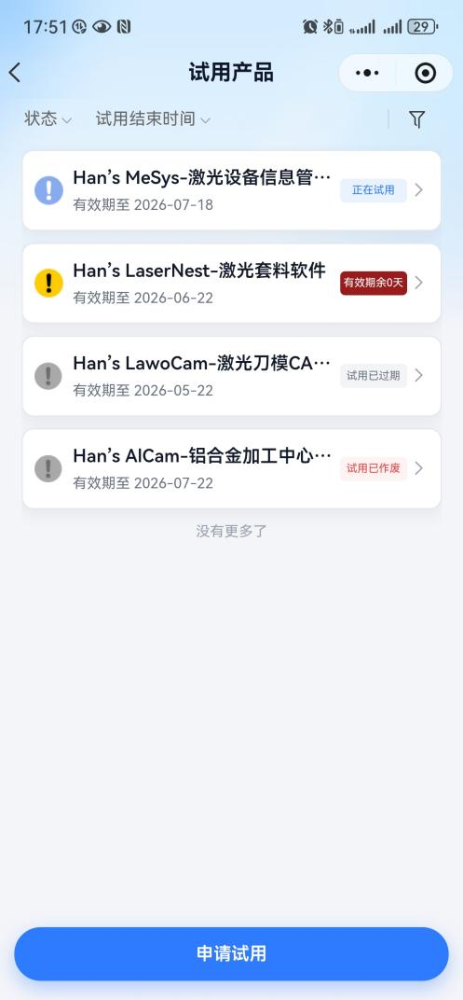 17:51
29
试用产品
状态
试用结束时间
Han's MeSys-激光设备信息管…
正在试用
有效期至 2026-07-18
Han's LaserNest-激光套料软件
有效期余0天
有效期至 2026-06-22
Han's LawoCam-激光刀模CA…
试用已过期
有效期至 2026-05-22
Han's AlCam-铝合金加工中心…
试用已作废
有效期至 2026-07-22
没有更多了
申请试用